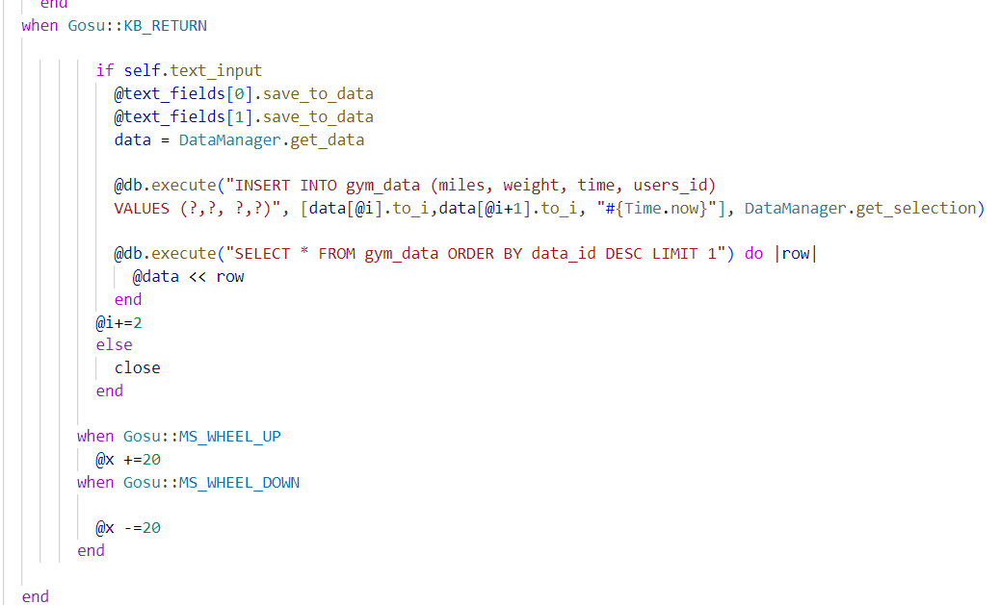 end
when Gosu::KB_RETURN
if self.text_input
@text_fields[0].save_to_data
@text_fields[1].save_to_data
data = DataManager.get_data
@db.execute("INSERT INTO gym_data (miles, weight, time, users_id)
VALUES (?,?, ?,?)", [data[@i].to_i,data[@i+1].to_i, "#{Time.now}"], DataManager.get_selection)
@db.execute("SELECT * FROM gym_data ORDER BY data_id DESC LIMIT 1") do |row|
@data << row
end
@i+=2
else
close
end
when Gosu::MS_WHEEL_UP
@x +=20
when Gosu::MS_WHEEL_DOWN
@x -=20
end
end